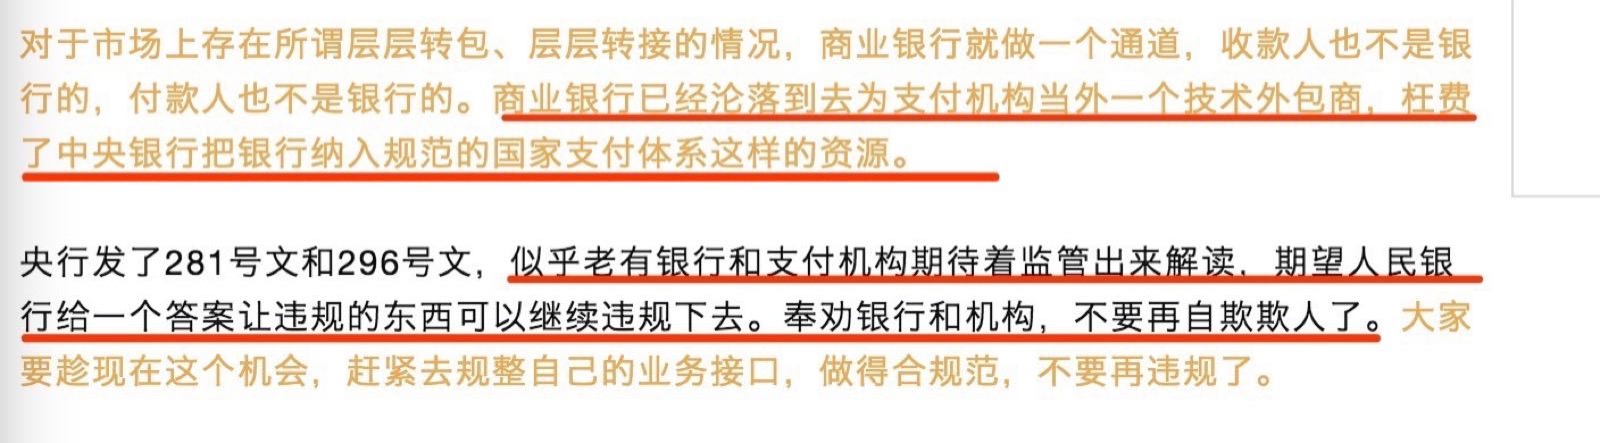 对于市场上存在所谓层层转包、层层转接的情况，商业银行就做一个通道，收款人也不是银
行的，付款人也不是银行的。商业银行已经沦落到去为支付机构当外一个技术外包商，枉费
了中央银行把银行纳入规范的国家支付体系这样的资源。
央行发了281号文和296号文，似乎老有银行和支付机构期待着监管出来解读，期望人民银
行给一个答案让违规的东西可以继续违规下去。奉劝银行和机构，不要再自欺欺人了。大家
要趁现在这个机会，赶紧去规整自己的业务接口，做得合规范，不要再违规了。